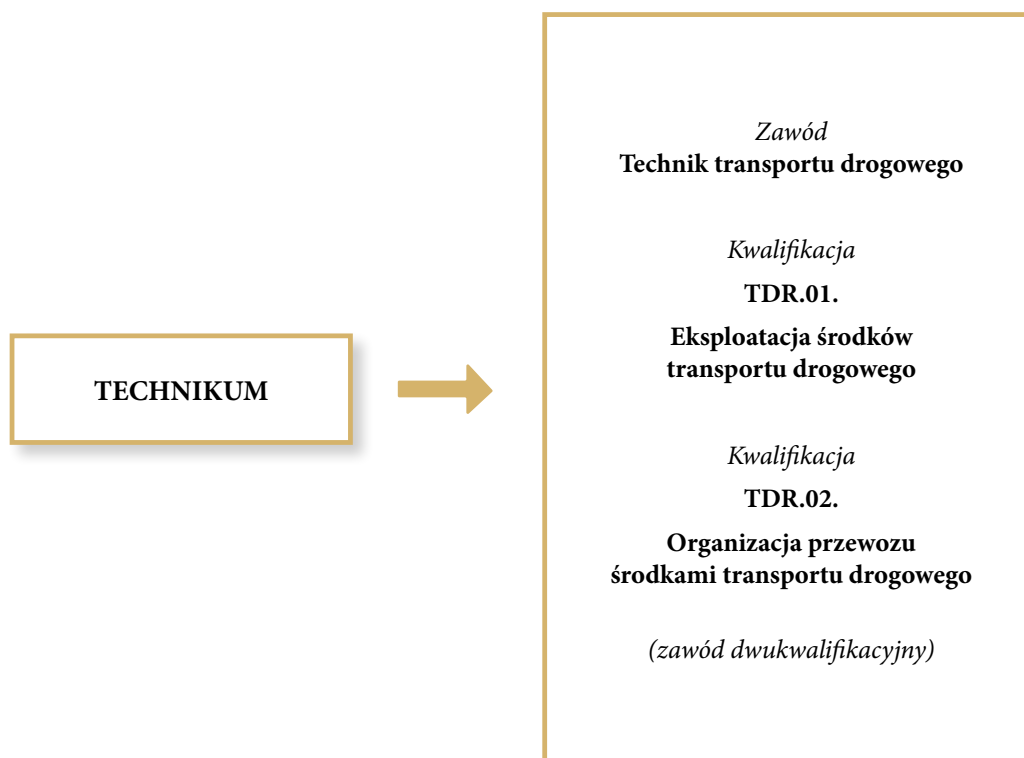 TECHNIKUM
Zawód
Technik transportu drogowego
Kwalifikacja
TDR.01.
Eksploatacja środków
transportu drogowego
Kwalifikacja
TDR.02.
Organizacja przewozu
środkami transportu drogowego
(zawód dwukwalifikacyjny)